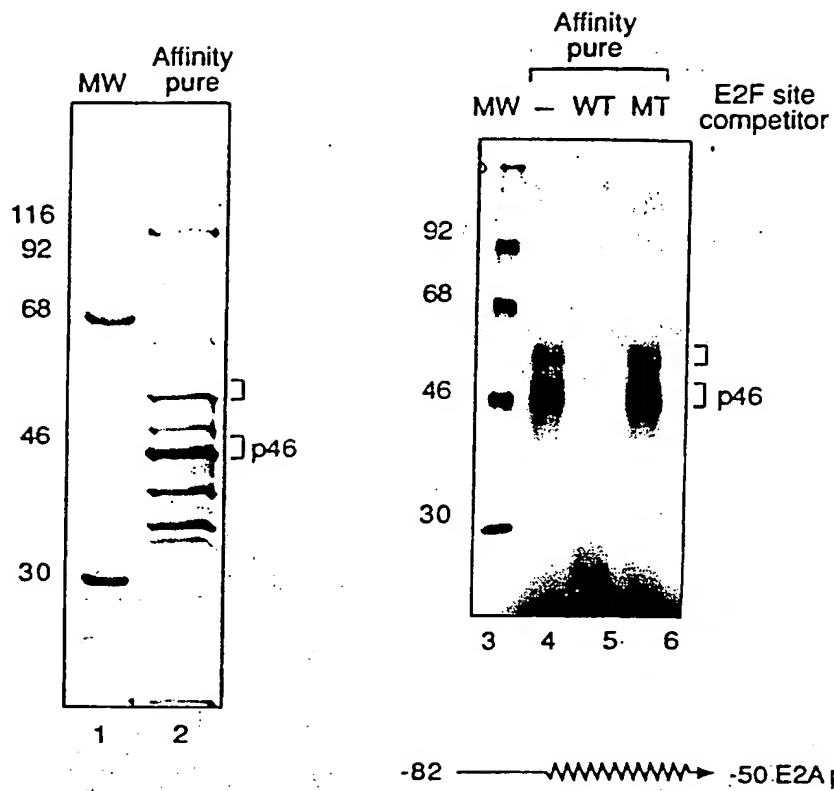 Affinity
pure
MW
116
92
68
46
30
p46
1 2
Affinity
pure
MW – WT MT
E2F site
competitor
92
68
46
30
p46
3 4 5 6
-82 -50 E2A p